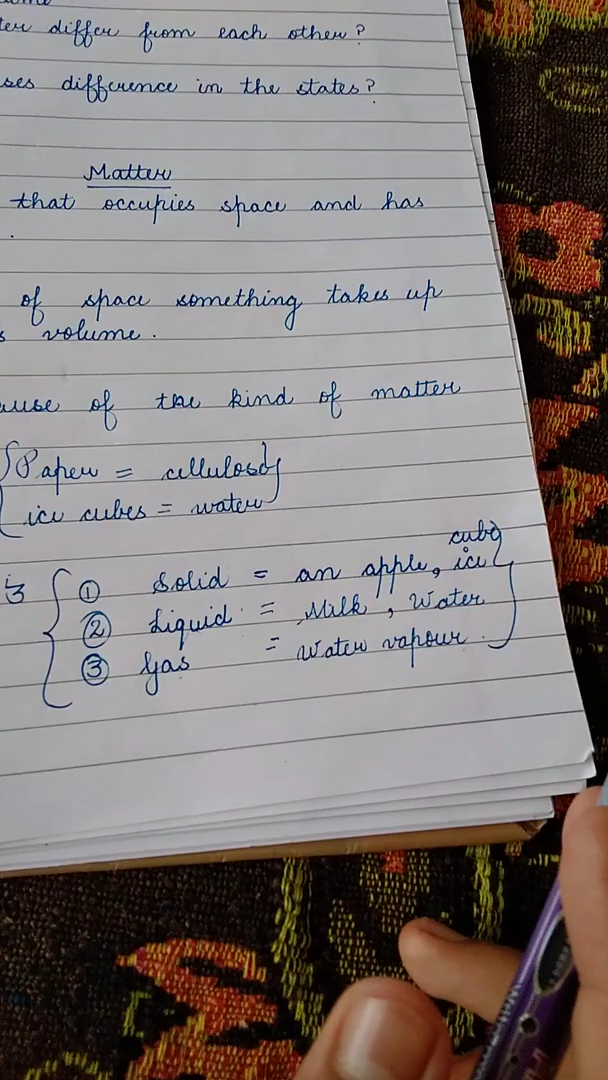 differ from each other?
difference in the states?
Matter
that occupies space and has
of space something takes up
volume.
of the kind of matter
Paper = cellulose
ice cubes = water
cube
3 ① Solid = an apple, ice
② Liquid = Milk, Water
③ Gas = Water vapour.